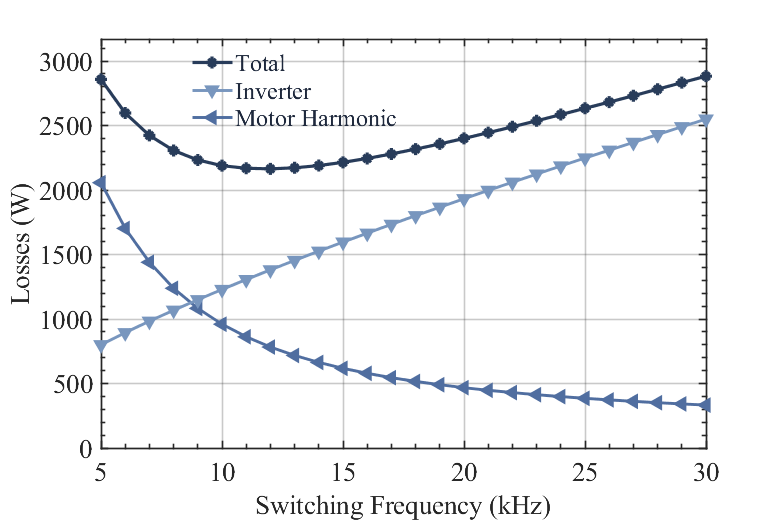 Total
Inverter
Motor Harmonic
Losses (W)
3000
2500
2000
1500
1000
500
0
5 10 15 20 25 30
Switching Frequency (kHz)